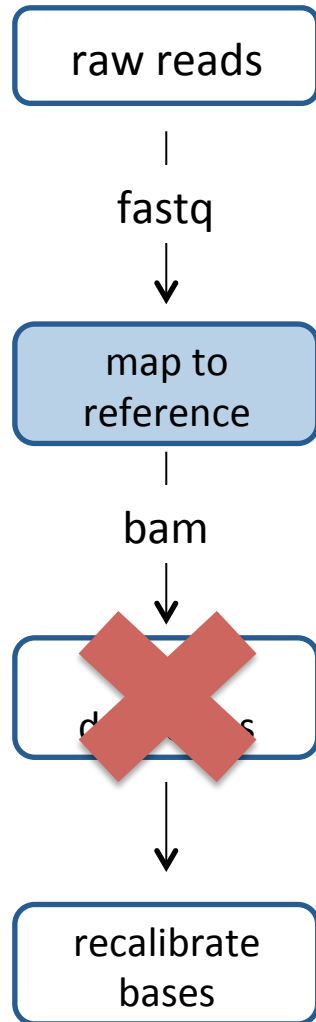 raw reads
fastq
map to
reference
bam
recalibrate
bases